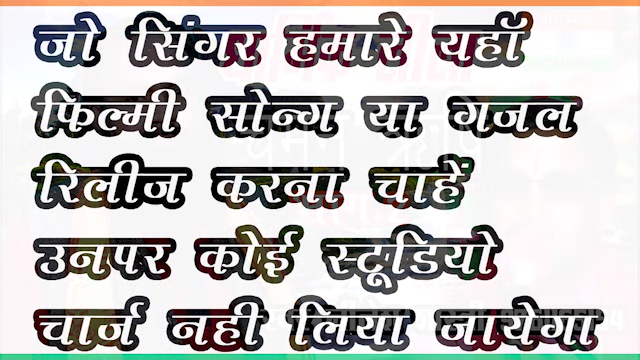 जो सिंगर हमारे यहॉ
फिल्मी सोन्ग या गजल
रिलीज करना चाहें
उनपर कोई स्टूडियो
चार्ज नही लिया जायेगा